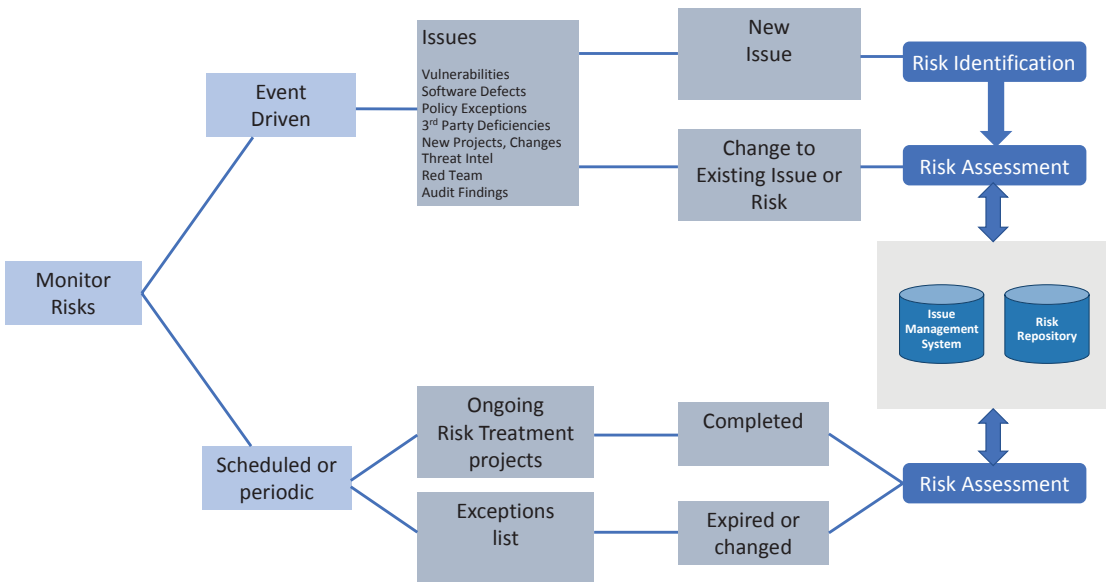 Monitor
Risks
Event
Driven
Issues
Vulnerabilities
Software Defects
Policy Exceptions
3rd Party Deficiencies
New Projects, Changes
Threat Intel
Red Team
Audit Findings
New
Issue
Risk Identification
Change to
Existing Issue or
Risk
Risk Assessment
Issue
Management
System
Risk
Repository
Scheduled or
periodic
Ongoing
Risk Treatment
projects
Completed
Exceptions
list
Expired or
changed
Risk Assessment